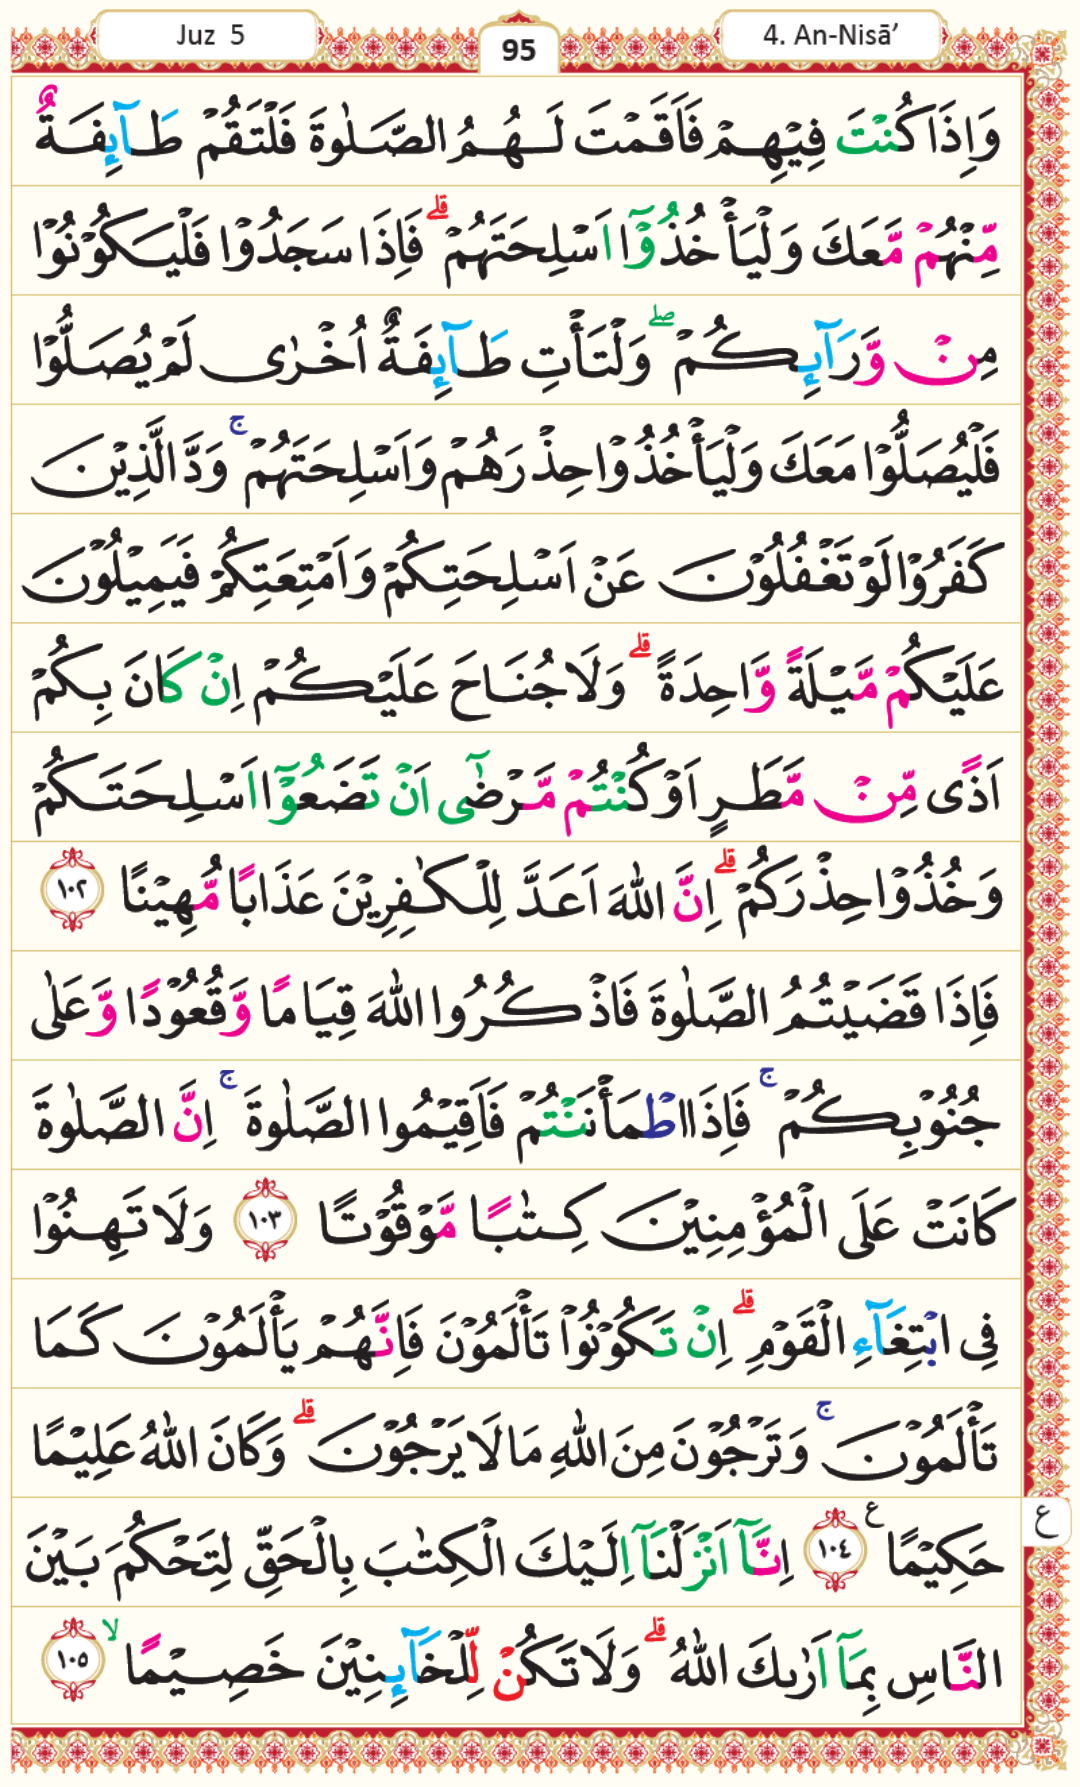 Juz 5
95
4. An-Nisā’
وَاِذَا كُنْتَ فِيْهِمْ فَاَقَمْتَ لَهُمُ الصَّلٰوةَ فَلْتَقُمْ طَآئِفَةٌ
مِّنْهُمْ مَّعَكَ وَلْيَأْخُذُوْٓا اَسْلِحَتَهُمْ ۗ فَاِذَا سَجَدُوْا فَلْيَكُوْنُوْا
مِنْ وَّرَآئِكُمْ ۖ وَلْتَأْتِ طَآئِفَةٌ اُخْرٰى لَمْ يُصَلُّوْا
فَلْيُصَلُّوْا مَعَكَ وَلْيَأْخُذُوْا حِذْرَهُمْ وَاَسْلِحَتَهُمْ ۚ وَدَّ الَّذِيْنَ
كَفَرُوْا لَوْ تَغْفُلُوْنَ عَنْ اَسْلِحَتِكُمْ وَاَمْتِعَتِكُمْ فَيَمِيْلُوْنَ
عَلَيْكُمْ مَّيْلَةً وَّاحِدَةً ۗ وَلَا جُنَاحَ عَلَيْكُمْ اِنْ كَانَ بِكُمْ
اَذًى مِّنْ مَّطَرٍ اَوْ كُنْتُمْ مَّرْضٰٓى اَنْ تَضَعُوْٓا اَسْلِحَتَكُمْ
وَخُذُوْا حِذْرَكُمْ ۗ اِنَّ اللّٰهَ اَعَدَّ لِلْكٰفِرِيْنَ عَذَابًا مُّهِيْنًا ١٠٢
فَاِذَا قَضَيْتُمُ الصَّلٰوةَ فَاذْكُرُوا اللّٰهَ قِيَامًا وَّقُعُوْدًا وَّعَلٰى
جُنُوْبِكُمْ ۚ فَاِذَا اطْمَأْنَنْتُمْ فَاَقِيْمُوا الصَّلٰوةَ ۚ اِنَّ الصَّلٰوةَ
كَانَتْ عَلَى الْمُؤْمِنِيْنَ كِتٰبًا مَّوْقُوْتًا ١٠٣ وَلَا تَهِنُوْا
فِى ابْتِغَآءِ الْقَوْمِ ۗ اِنْ تَكُوْنُوْا تَأْلَمُوْنَ فَاِنَّهُمْ يَأْلَمُوْنَ كَمَا
تَأْلَمُوْنَ ۚ وَتَرْجُوْنَ مِنَ اللّٰهِ مَا لَا يَرْجُوْنَ ۗ وَكَانَ اللّٰهُ عَلِيْمًا
حَكِيْمًا ١٠٤ ع اِنَّآ اَنْزَلْنَآ اِلَيْكَ الْكِتٰبَ بِالْحَقِّ لِتَحْكُمَ بَيْنَ
ع
النَّاسِ بِمَآ اَرٰىكَ اللّٰهُ ۗ وَلَا تَكُنْ لِّلْخَآئِنِيْنَ خَصِيْمًا ۙ ١٠٥